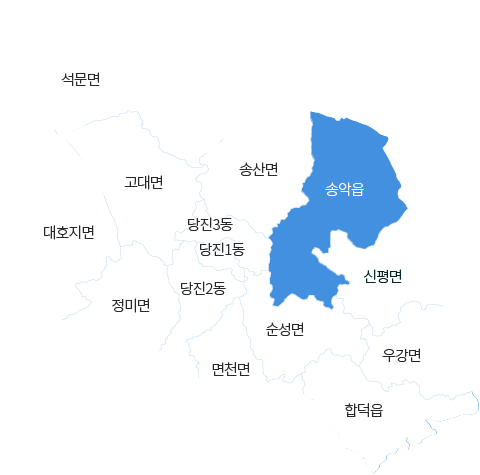 석문면
송산면
고대면
송악읍
당진3동
대호지면
당진1동
신평면
당진2동
정미면
순성면
우강면
면천면
합덕읍